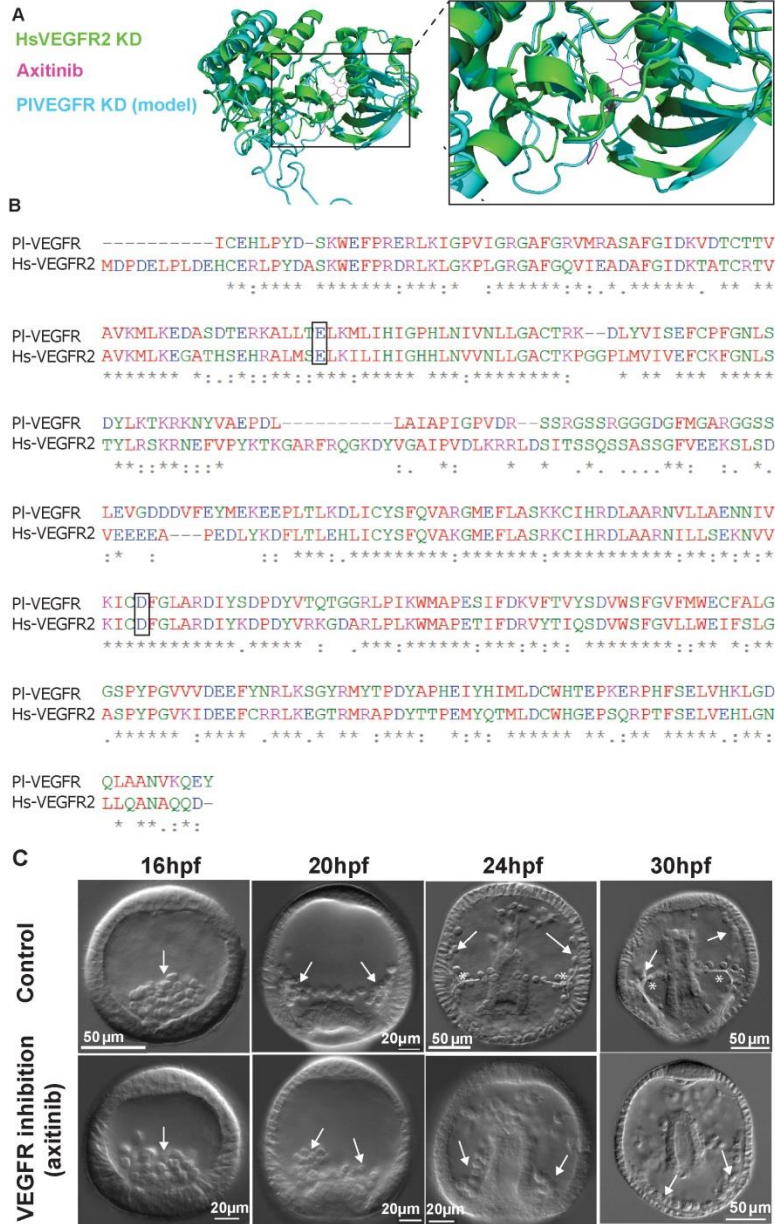 A
HsVEGFR2 KD
Axitinib
PlVEGFR KD (model)
B
Pl-VEGFR ----------ICEHLPYD-SKWEFPRERLKIGPVIGRGAFGRVMRASAFGIDKVDTCTTV
Hs-VEGFR2 MDPDELPLDEHCERLPYDASKWEFPRDRLKLGKPLGRGAFGQVIEADAFGIDKTATCRTV
**:**** *******:***:* :******:*:.*.******. ** **
Pl-VEGFR AVKMLKEDASDTERKALLTELKMLIHIGPHLNIVNLLGACTRK--DLYVISEFCPFGNLS
Hs-VEGFR2 AVKMLKEGATHSEHRALMSELKILIHIGHHLNVVNLLGACTKPGGPLMVIVEFCKFGNLS
*******.*:.:*::**::***:***** ***:********: * ** *** *****
Pl-VEGFR DYLKTKRKNYVAEPDL-----------LAIAPIGPVDR--SSRGSSRGGGDGFMGARGGSS
Hs-VEGFR2 TYLRSKRNEFVPYKTKGARFRQGKDYVGAIPVDLKRRLDSITSSQSSASSGFVEEKSLSD
Pl-VEGFR LEVGDDDVFEYMEKEEPLTLKDLICYSFQVARGMEFLASKKCIHRDLAARNVLLAENNIV
Hs-VEGFR2 VEEEEA---PEDLYKDFLTLEHLICYSFQVAKGMEFLASRKCIHRDLAARNILLSEKNVV
Pl-VEGFR KICDFGLARDIYSDPDYVTQTGGRLPIKWMAPESIFDKVFTVYSDVWSFGVFMWECFALG
Hs-VEGFR2 KICDFGLARDIYKDPDYVRKGDARLPLKWMAPETIFDRVYTIQSDVWSFGVLLWEIFSLG
************.***** : .***:******:***:*:*: ********::** *:**
Pl-VEGFR GSPYPGVVVDEEFYNRLKSGYRMYTPDYAPHEIYHIMLDCWHTEPKERPHFSELVHKLGD
Hs-VEGFR2 ASPYPGVKIDEEFCRRLKEGTRMRAPDYTTPEMYQTMLDCWHGEPSQRPTFSELVEHLGN
.****** :**** .***.* ** :***: *:*: ****** **.:** *****.:**:
Pl-VEGFR QLAANVKQEY
Hs-VEGFR2 LLQANAQQD-
* **.:*:
C
16hpf 20hpf 24hpf 30hpf
Control
50 µm 20µm 50 µm 50 µm
* * * *
VEGFR inhibition
(axitinib)
20µm 20µm 20 µm 50 µm